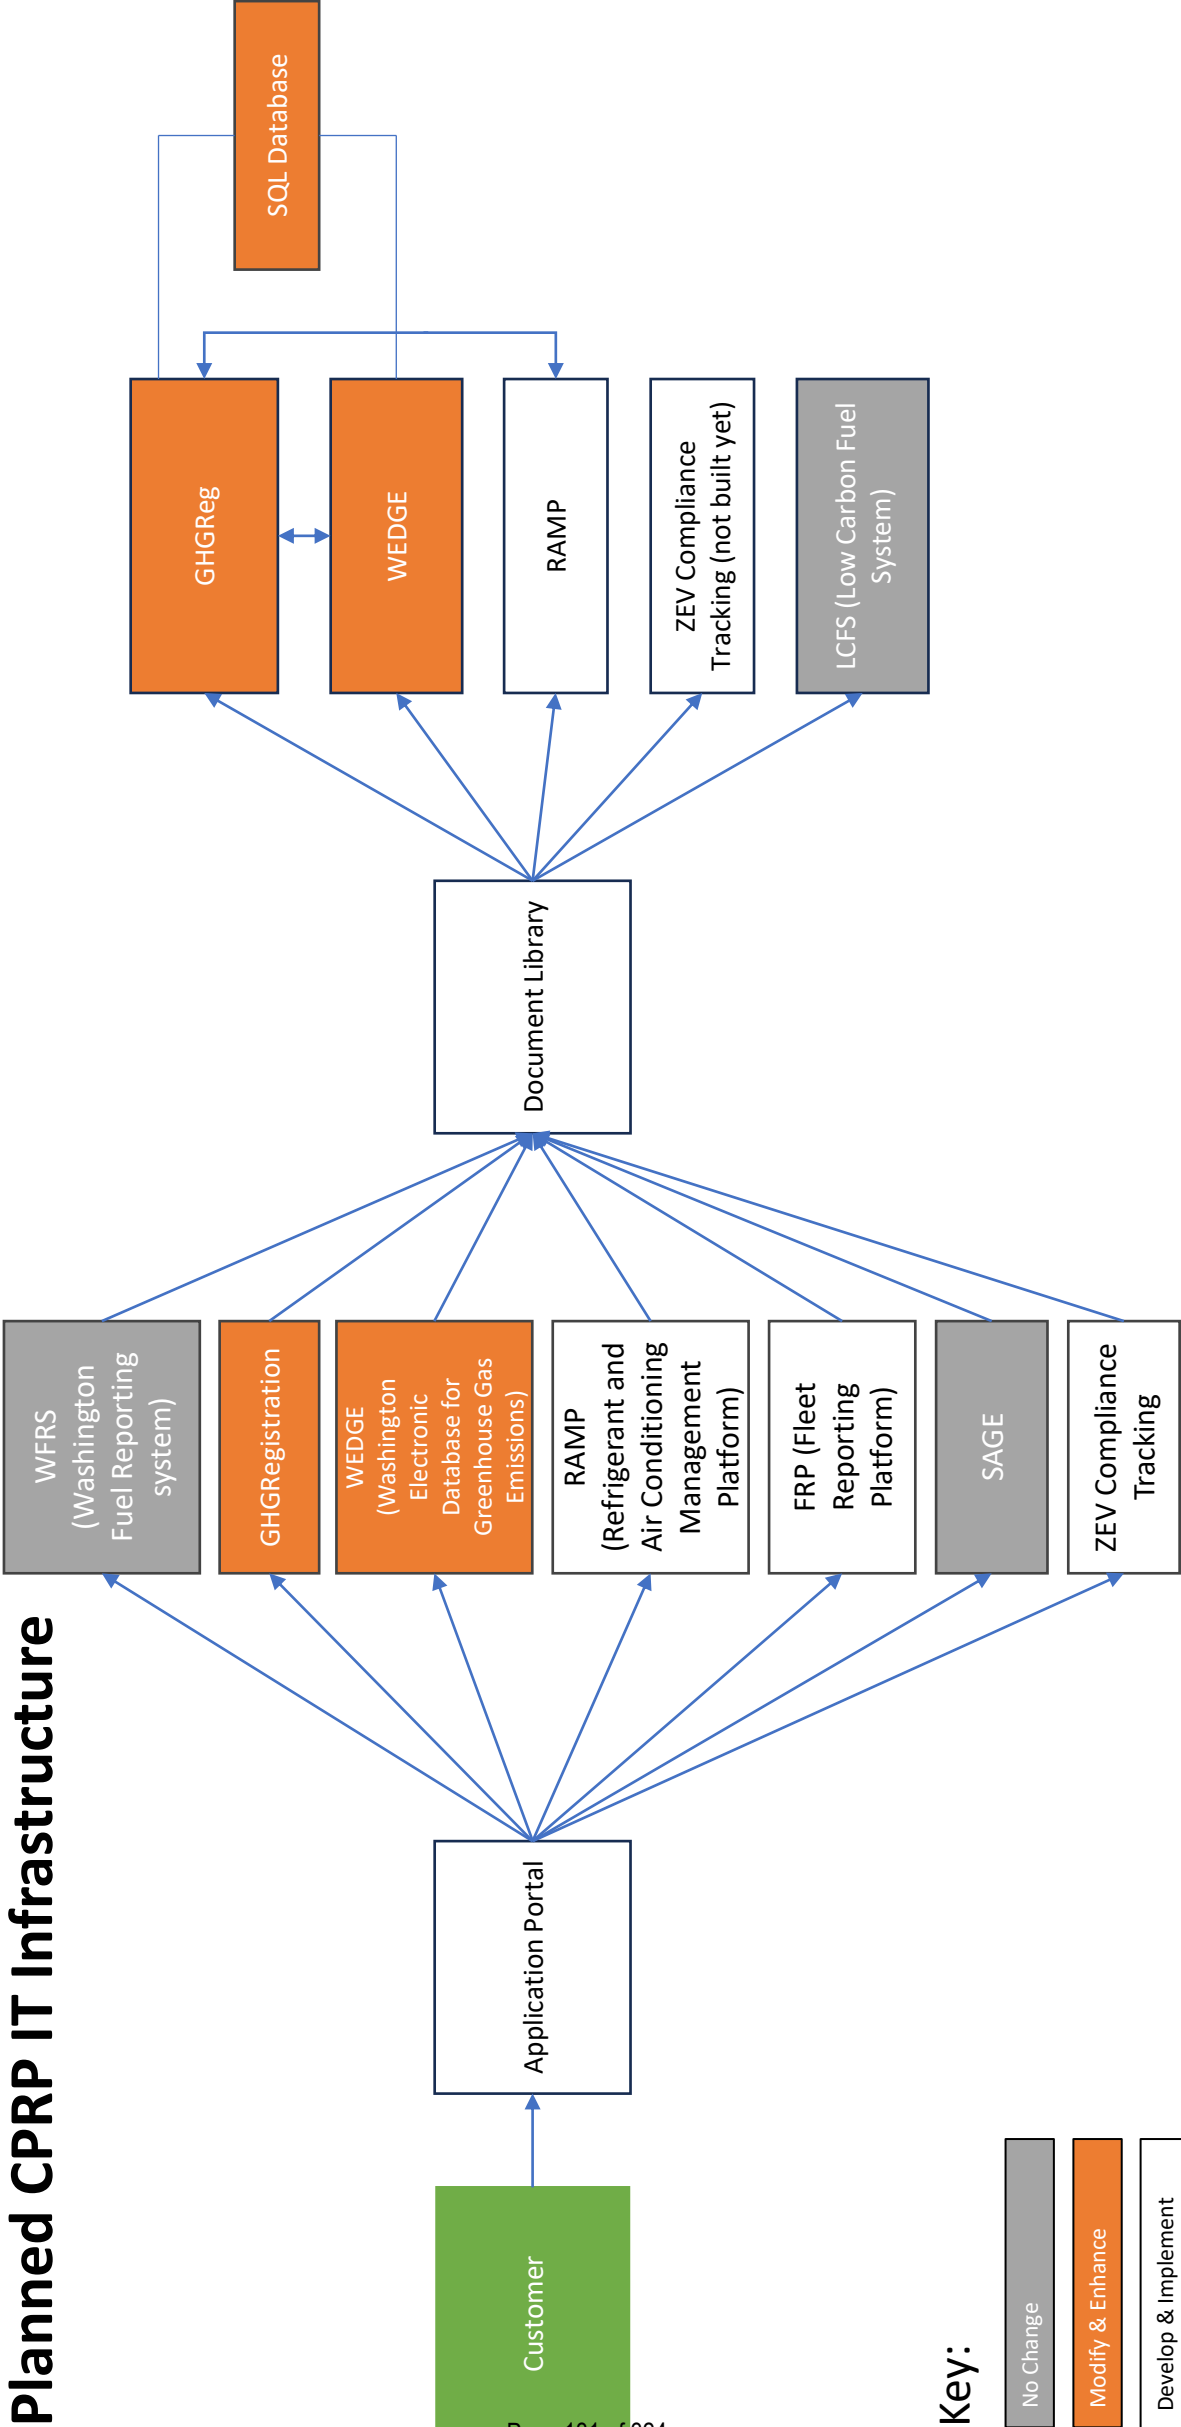 Planned CPRP IT Infrastructure
Customer
Application Portal
WFRS
(Washington
Fuel Reporting
system)
GHGRegistration
WEDGE
(Washington
Electronic
Database for
Greenhouse Gas
Emissions)
RAMP
(Refrigerant and
Air Conditioning
Management
Platform)
FRP (Fleet
Reporting
Platform)
SAGE
ZEV Compliance
Tracking
Document Library
GHGReg
WEDGE
RAMP
ZEV Compliance
Tracking (not built yet)
LCFS (Low Carbon Fuel
System)
SQL Database
Key:
No Change
Modify & Enhance
Develop & Implement